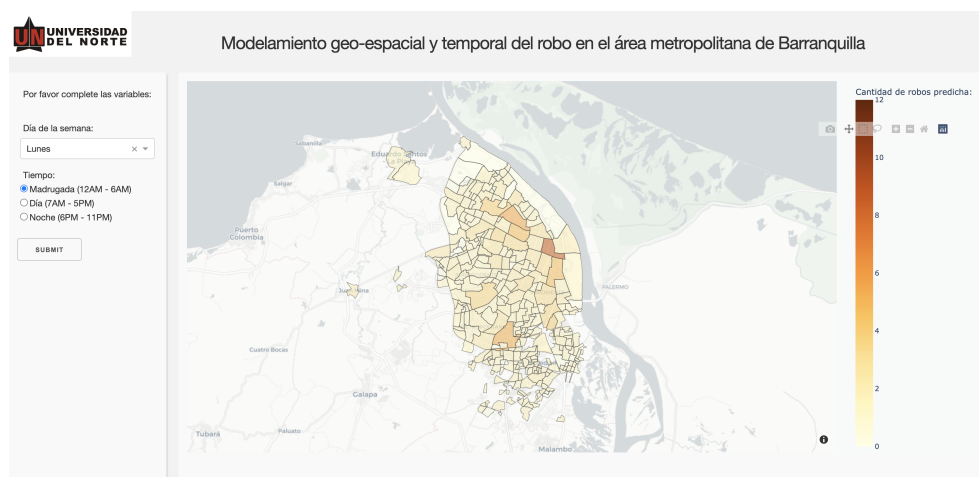 UN UNIVERSIDAD
DEL NORTE
Modelamiento geo-espacial y temporal del robo en el área metropolitana de Barranquilla
Por favor complete las variables:
Día de la semana:
Lunes
Tiempo:
Madrugada (12AM - 6AM)
Día (7AM - 5PM)
Noche (6PM - 11PM)
SUBMIT
Cantidad de robos predicha:
12
10
8
6
4
2
0
Sabanilla
Salgar
Puerto
Colombia
PALERMO
Cuatro Bocas
Galapa
Tubará
Paluato
Malambo